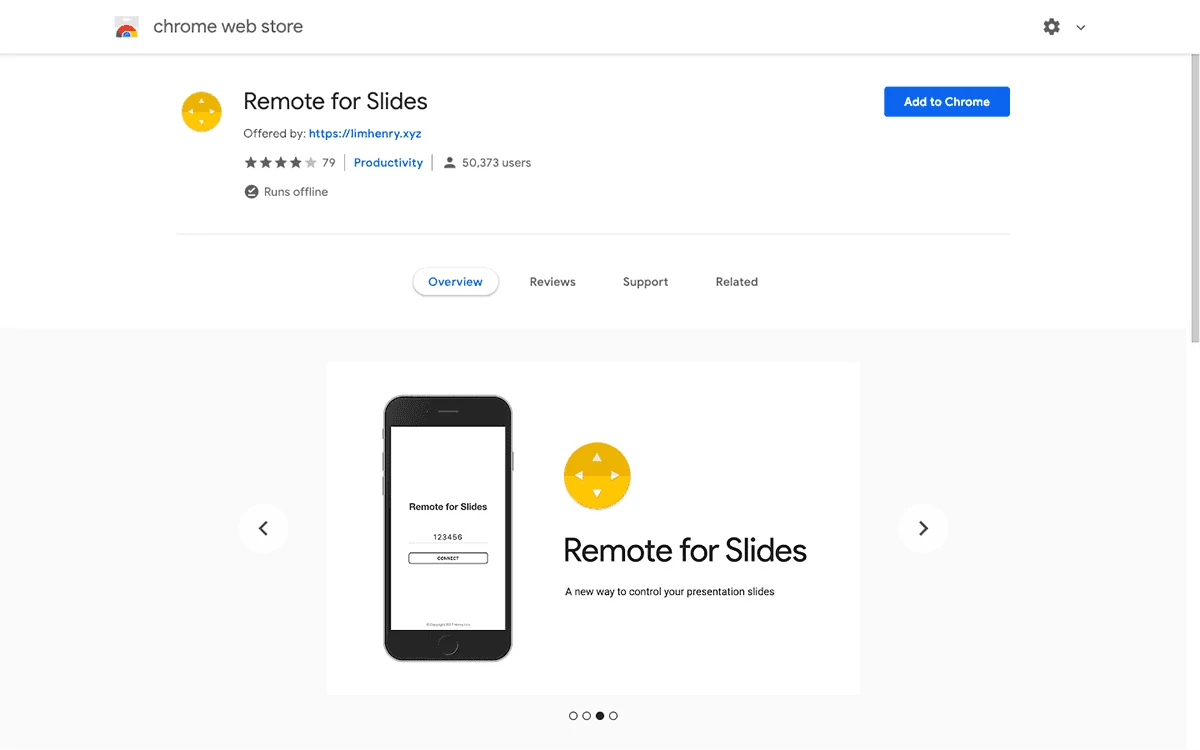 chrome web store
Remote for Slides
Add to Chrome
Offered by: https://limhenry.xyz
79 Productivity 50,373 users
Runs offline
Overview Reviews Support Related
Remote for Slides
123456
CONNECT
Remote for Slides
A new way to control your presentation slides